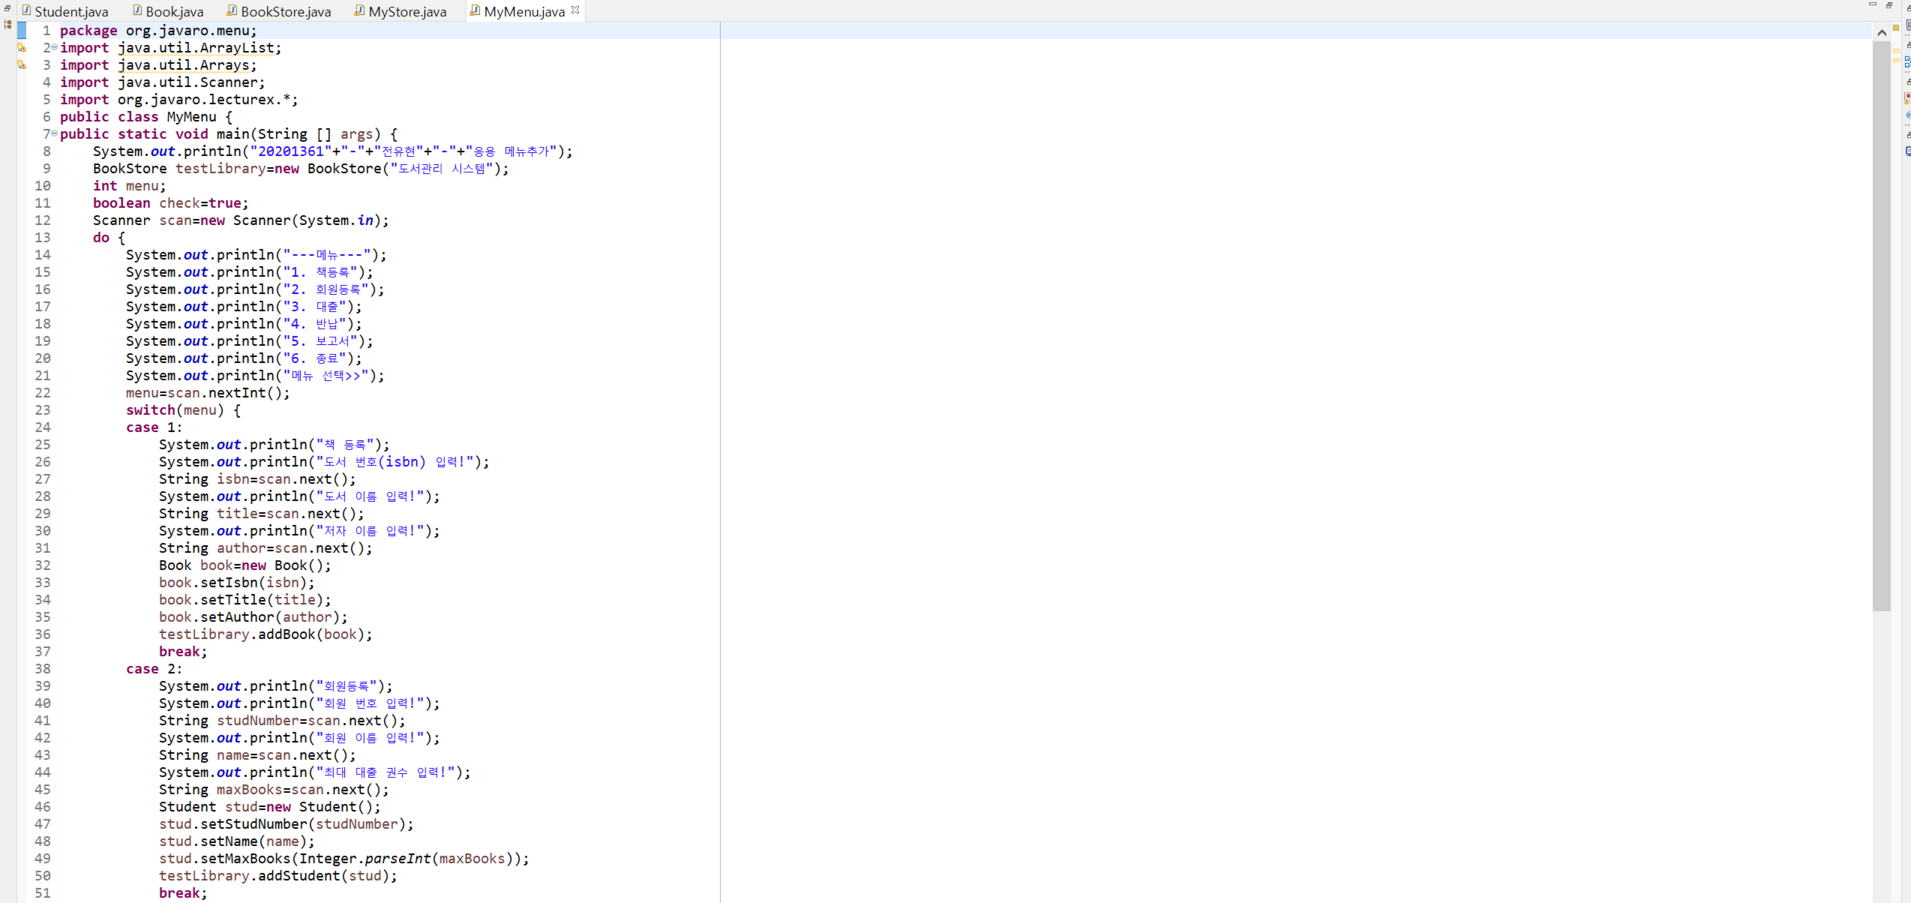 Student.java Book.java BookStore.java MyStore.java MyMenu.java
1 package org.javaro.menu;
2 import java.util.ArrayList;
3 import java.util.Arrays;
4 import java.util.Scanner;
5 import org.javaro.lecturex.*;
6 public class MyMenu {
7 public static void main(String [] args) {
8     System.out.println("20201361"+"-"+"전유현"+"-"+"응용 메뉴추가");
9     BookStore testLibrary=new BookStore("도서관리 시스템");
10     int menu;
11     boolean check=true;
12     Scanner scan=new Scanner(System.in);
13     do {
14         System.out.println("---메뉴---");
15         System.out.println("1. 책등록");
16         System.out.println("2. 회원등록");
17         System.out.println("3. 대출");
18         System.out.println("4. 반납");
19         System.out.println("5. 보고서");
20         System.out.println("6. 종료");
21         System.out.println("메뉴 선택>>");
22         menu=scan.nextInt();
23         switch(menu) {
24         case 1:
25             System.out.println("책 등록");
26             System.out.println("도서 번호(isbn) 입력!");
27             String isbn=scan.next();
28             System.out.println("도서 이름 입력!");
29             String title=scan.next();
30             System.out.println("저자 이름 입력!");
31             String author=scan.next();
32             Book book=new Book();
33             book.setIsbn(isbn);
34             book.setTitle(title);
35             book.setAuthor(author);
36             testLibrary.addBook(book);
37             break;
38         case 2:
39             System.out.println("회원등록");
40             System.out.println("회원 번호 입력!");
41             String studNumber=scan.next();
42             System.out.println("회원 이름 입력!");
43             String name=scan.next();
44             System.out.println("최대 대출 권수 입력!");
45             String maxBooks=scan.next();
46             Student stud=new Student();
47             stud.setStudNumber(studNumber);
48             stud.setName(name);
49             stud.setMaxBooks(Integer.parseInt(maxBooks));
50             testLibrary.addStudent(stud);
51             break;